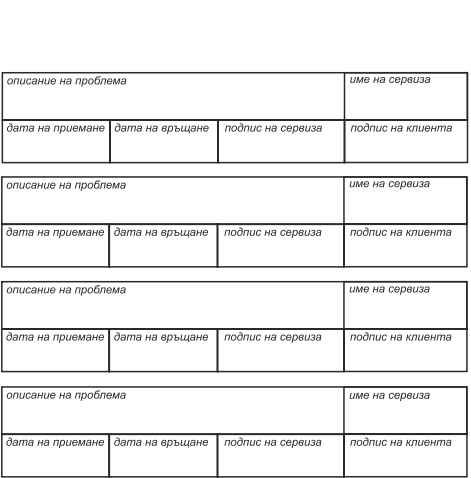 описание на проблема име на сервиза
дата на приемане дата на връщане подпис на сервиза подпис на клиента
описание на проблема име на сервиза
дата на приемане дата на връщане подпис на сервиза подпис на клиента
описание на проблема име на сервиза
дата на приемане дата на връщане подпис на сервиза подпис на клиента
описание на проблема име на сервиза
дата на приемане дата на връщане подпис на сервиза подпис на клиента